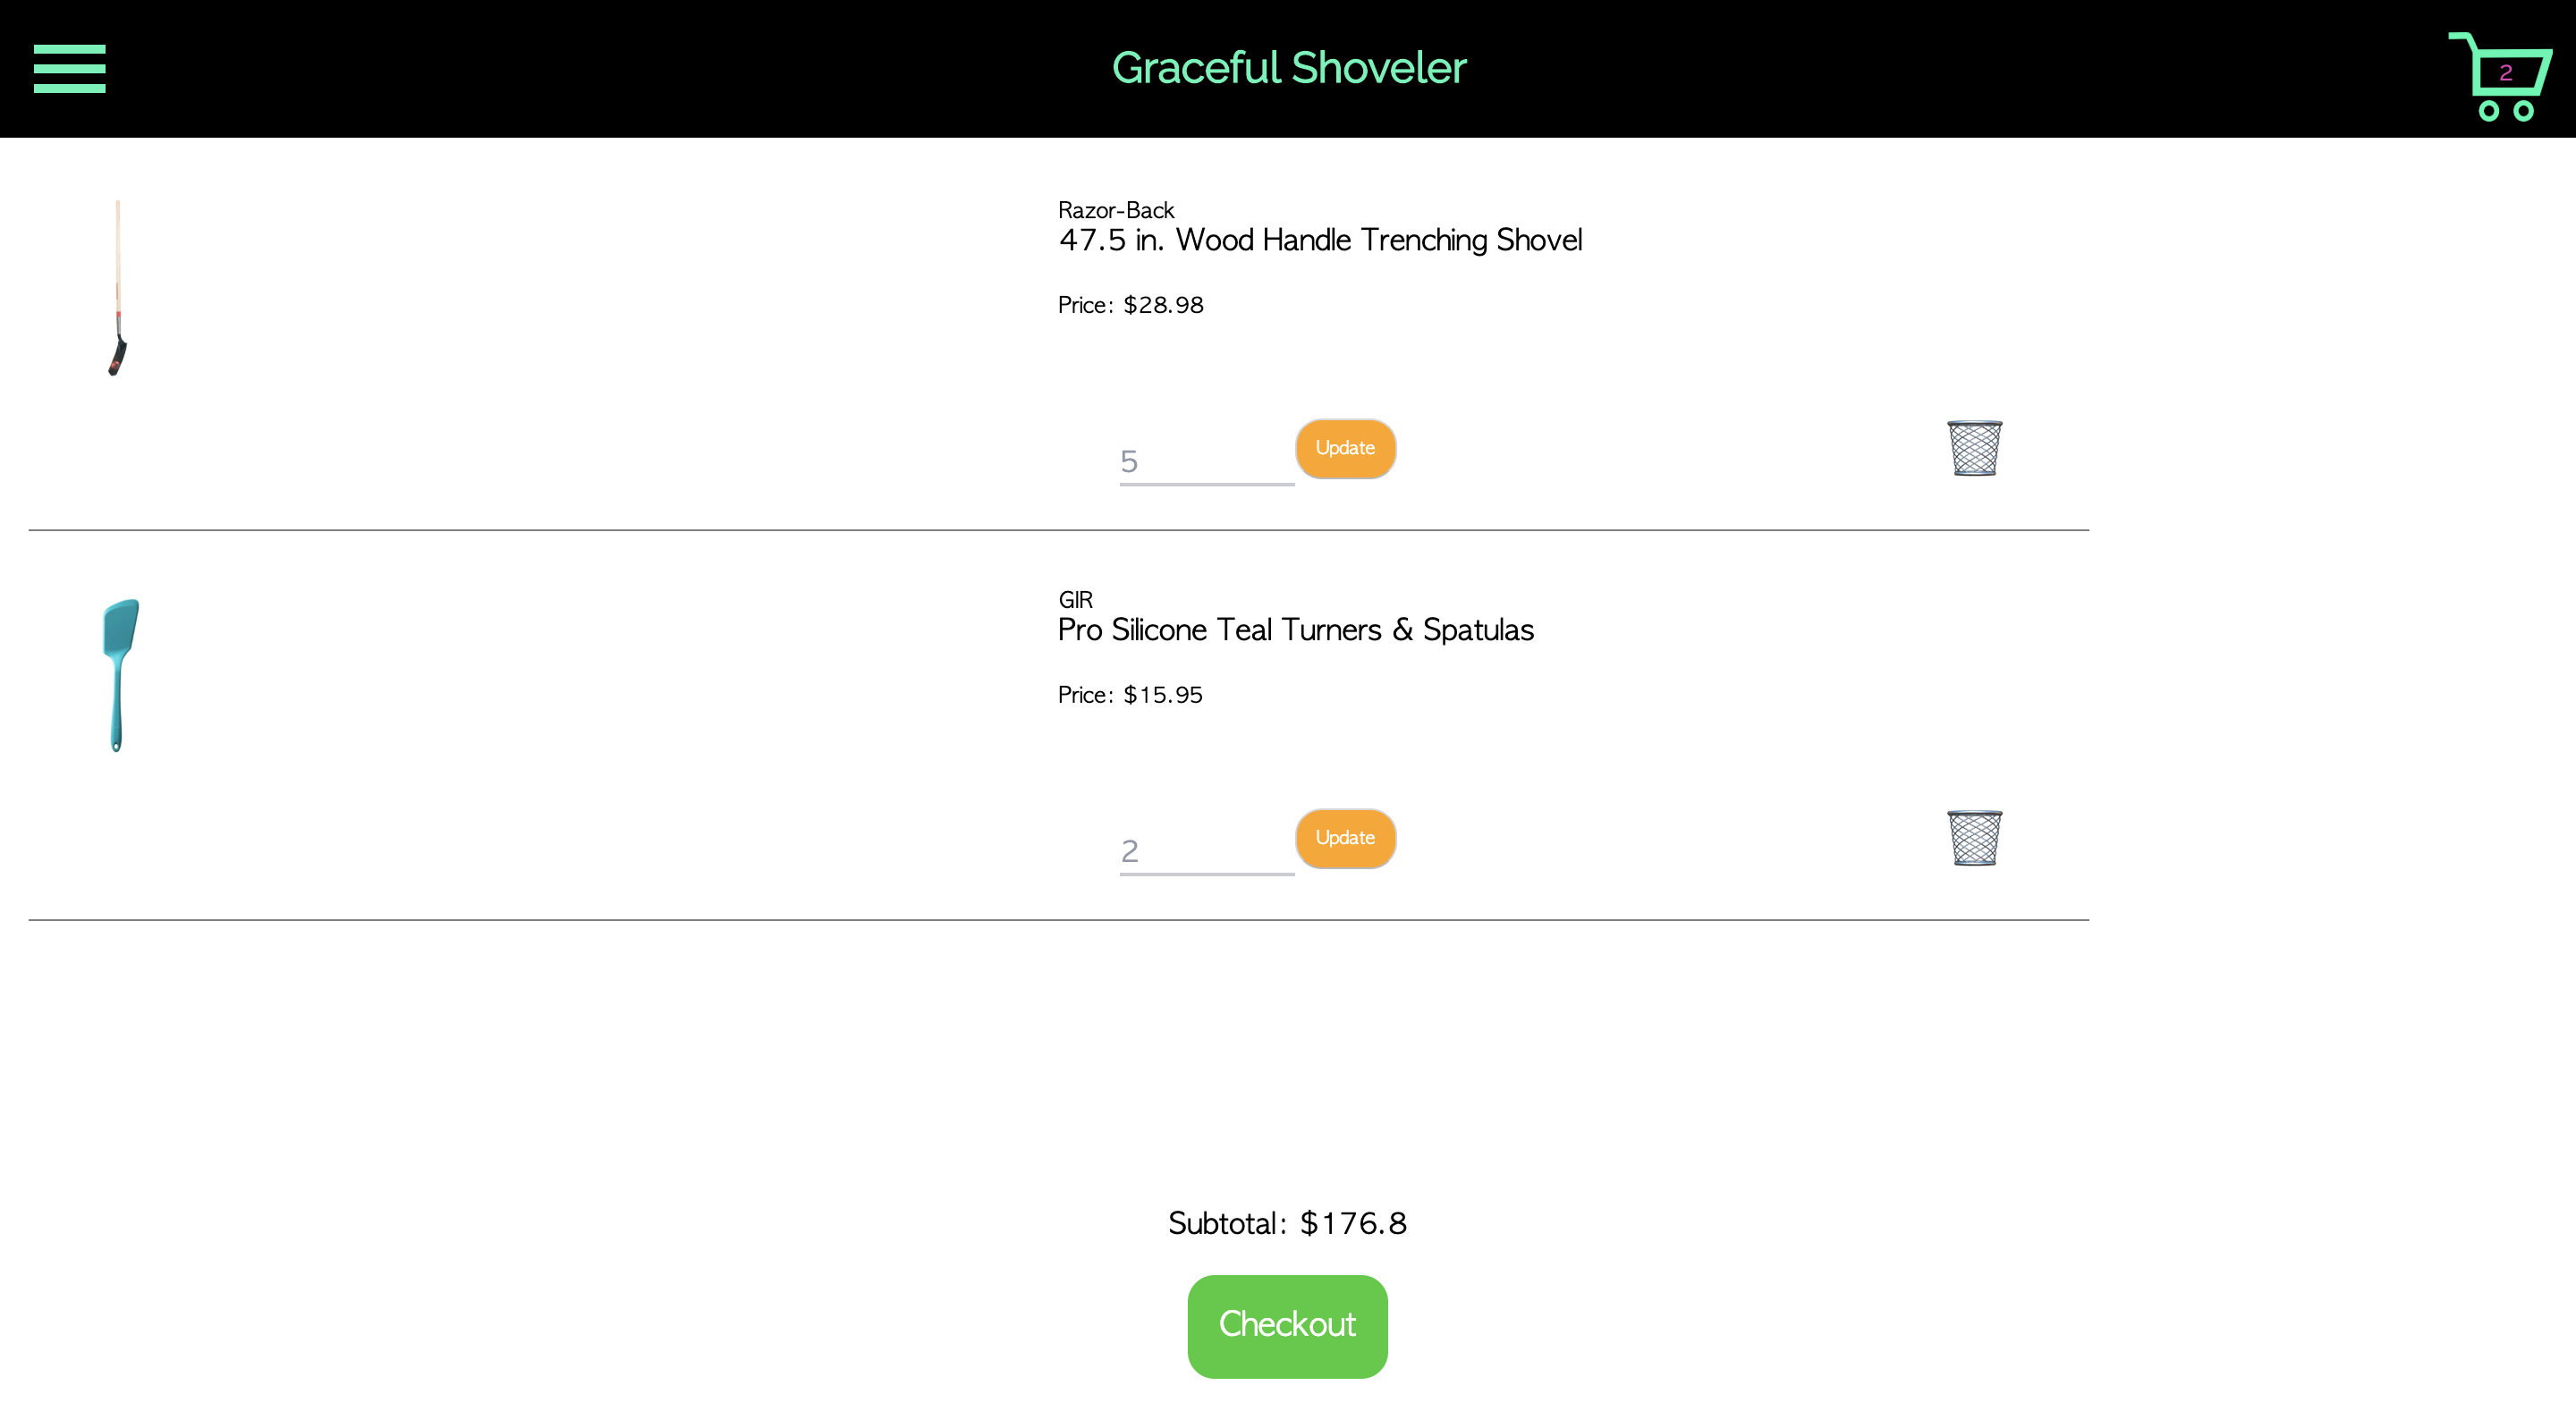 Graceful Shoveler
2
Razor-Back
47.5 in. Wood Handle Trenching Shovel
Price: $28.98
5
Update
GIR
Pro Silicone Teal Turners & Spatulas
Price: $15.95
2
Update
Subtotal: $176.8
Checkout